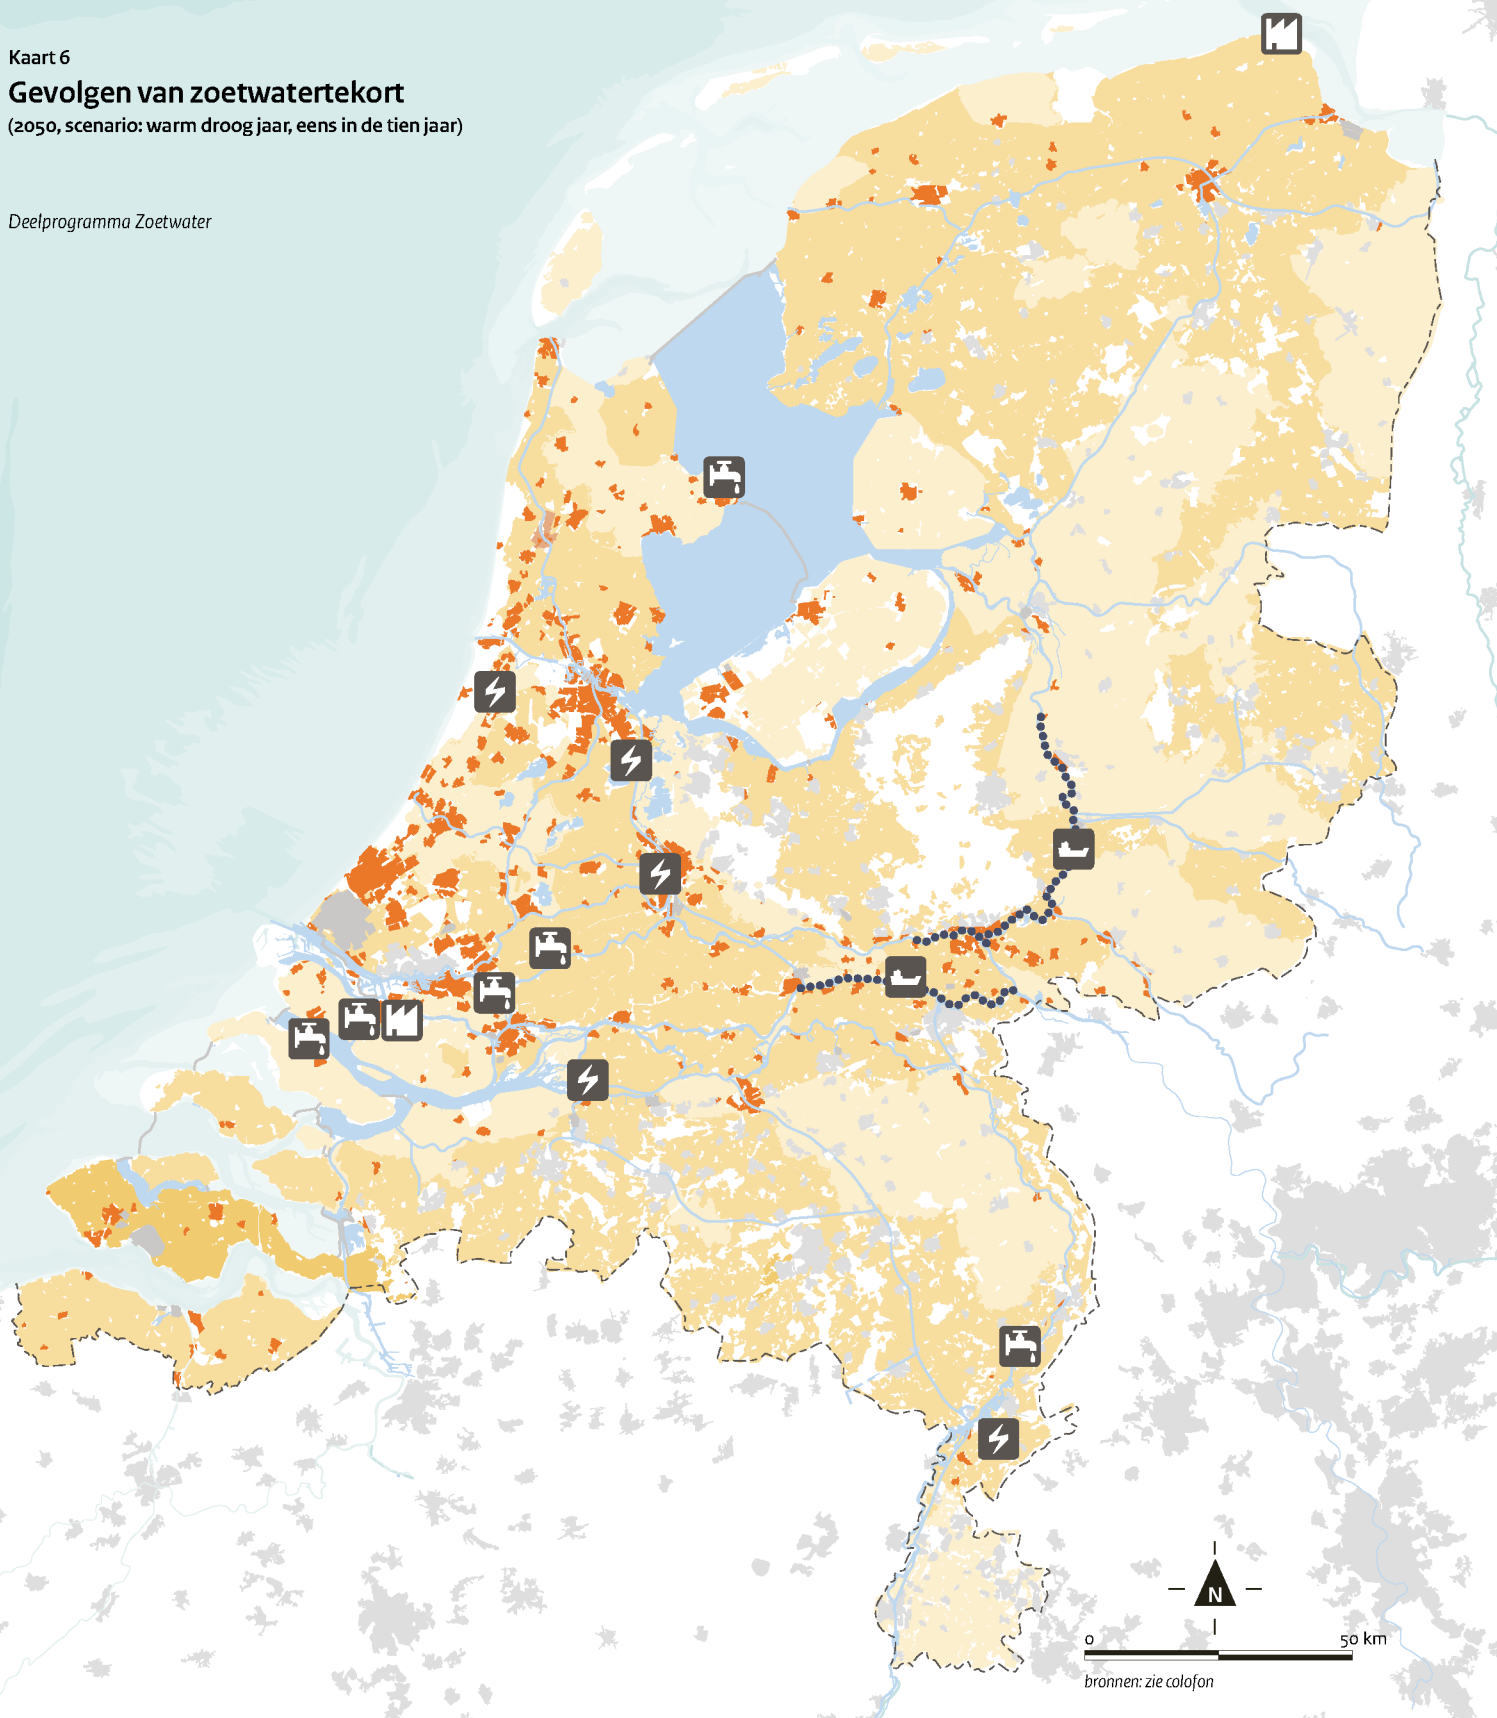 Kaart 6
Gevolgen van zoetwatertekort
(2050, scenario: warm droog jaar, eens in de tien jaar)
Deelprogramma Zoetwater
N
0 50 km
bronnen: zie colofon